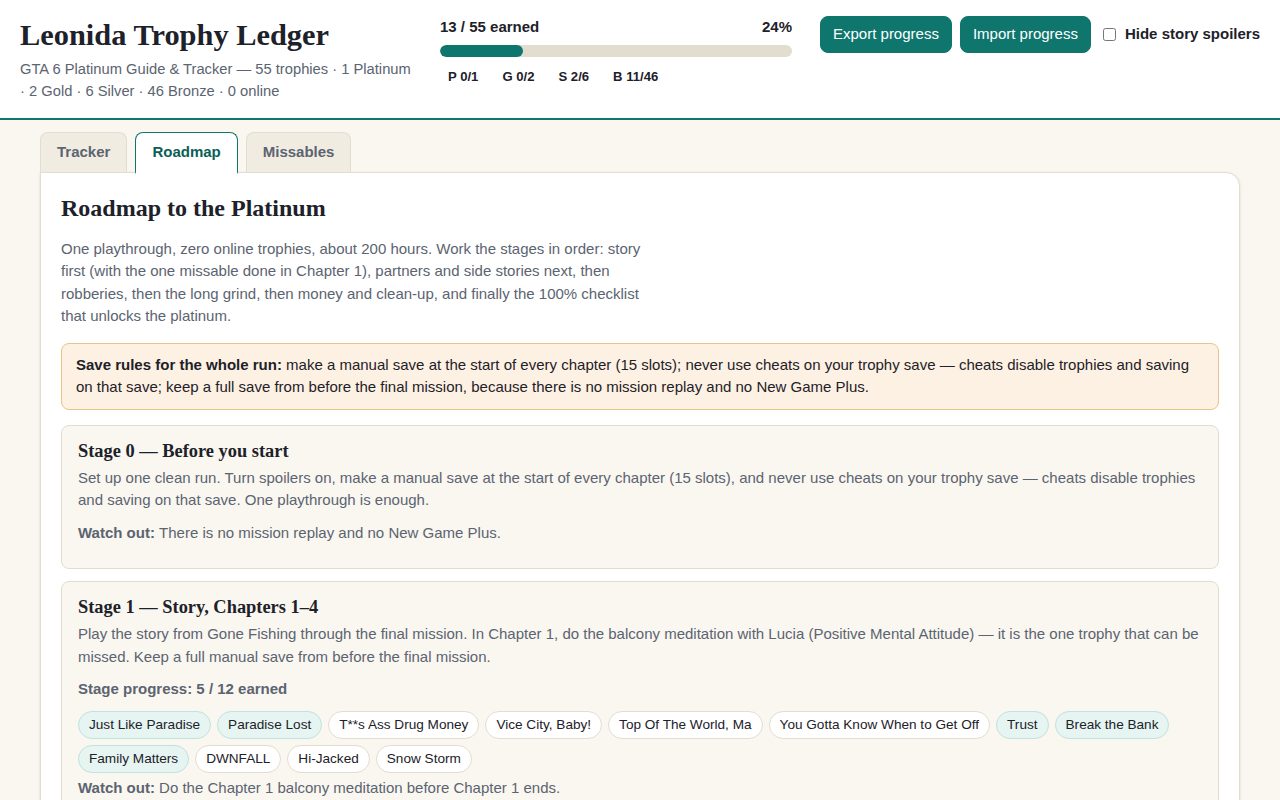 Leonida Trophy Ledger
GTA 6 Platinum Guide & Tracker — 55 trophies · 1 Platinum
· 2 Gold · 6 Silver · 46 Bronze · 0 online
13 / 55 earned 24%
P 0/1 G 0/2 S 2/6 B 11/46
Export progress Import progress Hide story spoilers
Tracker Roadmap Missables
Roadmap to the Platinum
One playthrough, zero online trophies, about 200 hours. Work the stages in order: story
first (with the one missable done in Chapter 1), partners and side stories next, then
robberies, then the long grind, then money and clean-up, and finally the 100% checklist
that unlocks the platinum.
Save rules for the whole run: make a manual save at the start of every chapter (15 slots); never use cheats on your trophy save — cheats disable trophies and saving
on that save; keep a full save from before the final mission, because there is no mission replay and no New Game Plus.
Stage 0 — Before you start
Set up one clean run. Turn spoilers on, make a manual save at the start of every chapter (15 slots), and never use cheats on your trophy save — cheats disable trophies
and saving on that save. One playthrough is enough.
Watch out: There is no mission replay and no New Game Plus.
Stage 1 — Story, Chapters 1–4
Play the story from Gone Fishing through the final mission. In Chapter 1, do the balcony meditation with Lucia (Positive Mental Attitude) — it is the one trophy that can be
missed. Keep a full manual save from before the final mission.
Stage progress: 5 / 12 earned
Just Like Paradise Paradise Lost T**s Ass Drug Money Vice City, Baby! Top Of The World, Ma You Gotta Know When to Get Off Trust Break the Bank
Family Matters DWNFALL Hi-Jacked Snow Storm
Watch out: Do the Chapter 1 balcony meditation before Chapter 1 ends.